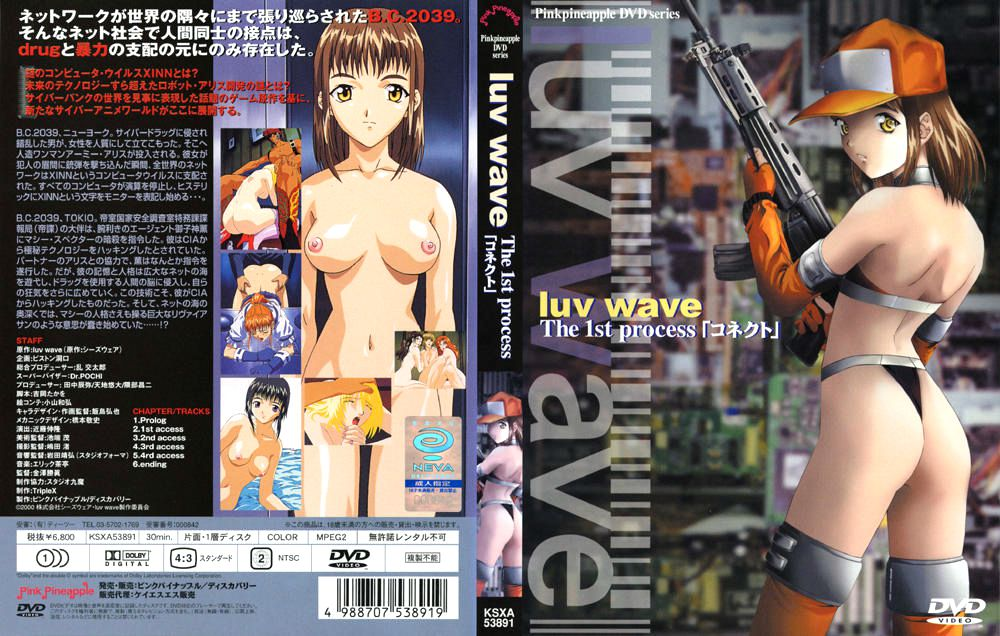 ネットワークが世界の隅々にまで張り巡らされたB.C.2039。
そんなネット社会で人間同士の接点は、
drugと暴力の支配の元にのみ存在した。
謎のコンピュータ・ウイルスXINNとは?
未来のテクノロジーすら超えたロボット・アリス開発の謎とは?
サイバーパンクの世界を見事に表現した話題のゲーム原作を基に、
新たなサイバーアニメワールドがここに展開する。
B.C.2039、ニューヨーク。サイバードラッグに侵され
錯乱した男が、女性を人質にして立てこもった。そこへ
人造ワンマンアーミー・アリスが投入される。彼女が
犯人の眉間に銃弾を撃ち込んだ瞬間、全世界のネット
ワークはXINNというコンピュータウイルスに支配さ
れた。すべてのコンピュータが演算を停止し、ヒステリ
ックにXINNという文字をモニターを表記し始める・・・。
B.C.2039、TOKIO。帝室国家安全調査室特務課諜
報局(帝諜)の大伴は、腕利きのエージェント御子神薫
にマシー・スペクターの暗殺を指令した。彼はCIAか
ら極秘テクノロジーをハッキングしたとされていた。
パートナーのアリスとの協力で、薫はなんとか指令を
遂行した。だが、彼の記憶と人格は広大なネットの海
を遊弋し、ドラッグを使用する人間の脳に侵入し、自ら
の狂気をさらに広めていく。この技術こそ、彼がCIA
からハッキングしたものだった。そして、ネットの海の
奥深くでは、マシーの人格さえも操る巨大なリヴァイア
サンのような意思が蠢き始めていた……!?
STAFF
原作:luv wave(原作:シーズウェア)
企画:ピストン洞口
総合プロデューサー:乱 交太郎
スーパーバイザー:Dr.POCHI
プロデューサー:田中辰弥/天地悠大/隈部昌二
脚本:吉岡たかを
絵コンテ:小山和弘
キャラデザイン・作画監督:飯島弘也
メカニックデザイン:橋本敬史
演出:近藤伸隆
美術監督:池端 茂
撮影監督:嶋田 渚
音響監督:岩田靖弘(スタジオフォーマ)
音楽:エリック茶亭
監督:金澤勝眞
制作協力:スタジオ九魔
制作:TripleX
製作:ピンクパイナップル/ディスカバリー
©2000 株式会社シーズウェア・luv wave製作委員会
CHAPTER/TRACKS
1.Prolog
2.1st access
3.2nd access
4.3rd access
5.4rd access
6.ending
NEVA
成人指定
受審:(有)ティーツー TEL.03-5702-1769 受審番号:000842 ※この商品は、18歳未満の方への販売・貸出・映示を禁じます。
税抜¥6,800 KSXA53891 30min. 片面・1層ディスク COLOR MPEG2 無許諾レンタル不可
1 DOLBY DIGITAL 4:3 スタンダード 2 NTSC DVD VIDEO 複製不能
"Dolby"and the double-D symbol are trademarks of Dolby Laboratories Licensing Corporation.
Pink Pineapple
発売・販売:ピンクパイナップル/ディスカバリー
販売代理:ケイエスエス販売
DVD VIDEO
4 988707 538919
Pink Pineapple
Pinkpineapple
DVD
series
luv wave
The 1st process
「コネクト」
KSXA
53891
Pinkpineapple DVD series
luv wave
luv wave
The 1st process「コネクト」
DVD
VIDEO